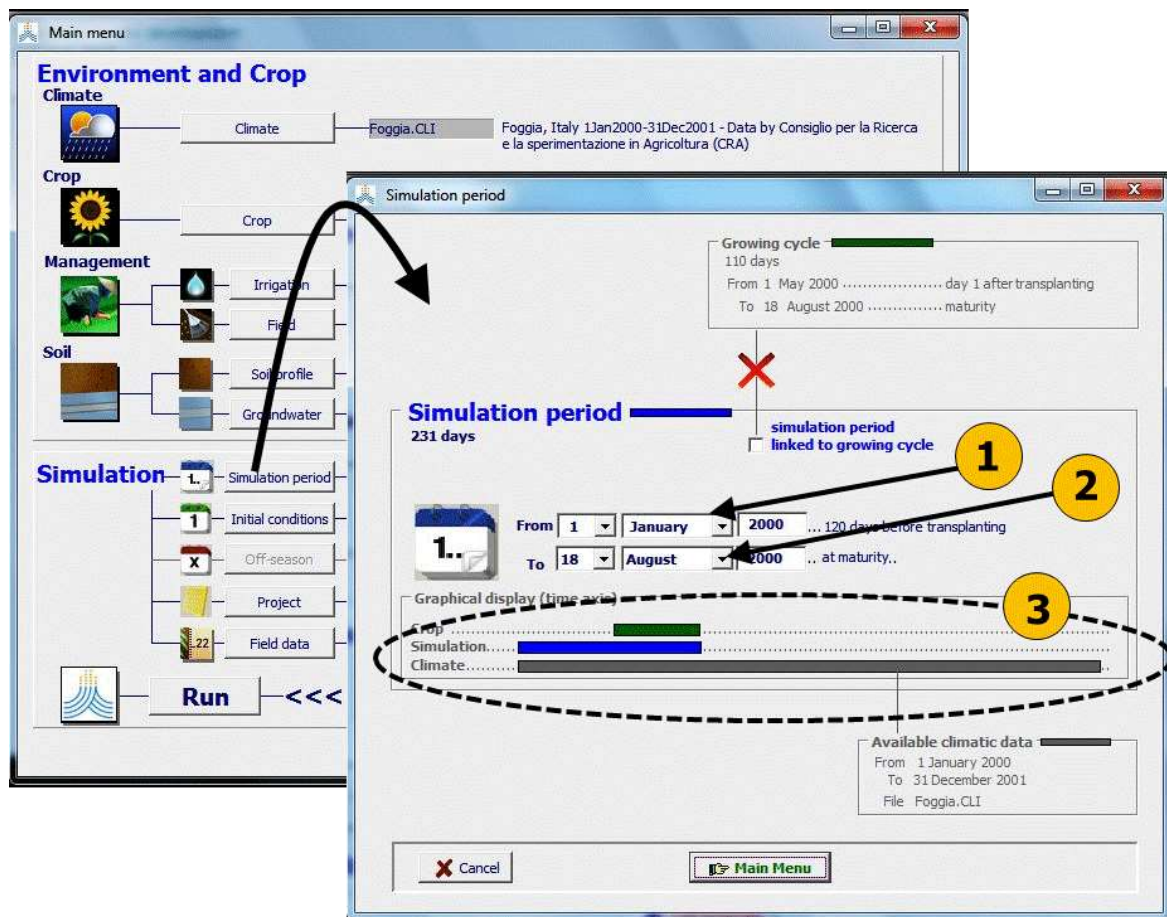 Main menu
Environment and Crop
Climate
Climate
Foggia.CLI
Foggia, Italy 1Jan2000-31Dec2001 - Data by Consiglio per la Ricerca
e la sperimentazione in Agricoltura (CRA)
Crop
Crop
Management
Irrigation
Field
Soil
Soil profile
Groundwater
Simulation
1..
Simulation period
1
Initial conditions
X
Off-season
Project
.22
Field data
Run
<<<
Simulation period
Growing cycle
110 days
From 1 May 2000 ...................... day 1 after transplanting
To 18 August 2000 ............... maturity
Simulation period
231 days
simulation period
linked to growing cycle
1
2
1..
From 1 January 2000 ... 120 days before transplanting
To 18 August 2000 .. at maturity..
Graphical display (time axis)
3
Crop
Simulation......
Climate.........
Available climatic data
From 1 January 2000
To 31 December 2001
File Foggia.CLI
Cancel
Main Menu